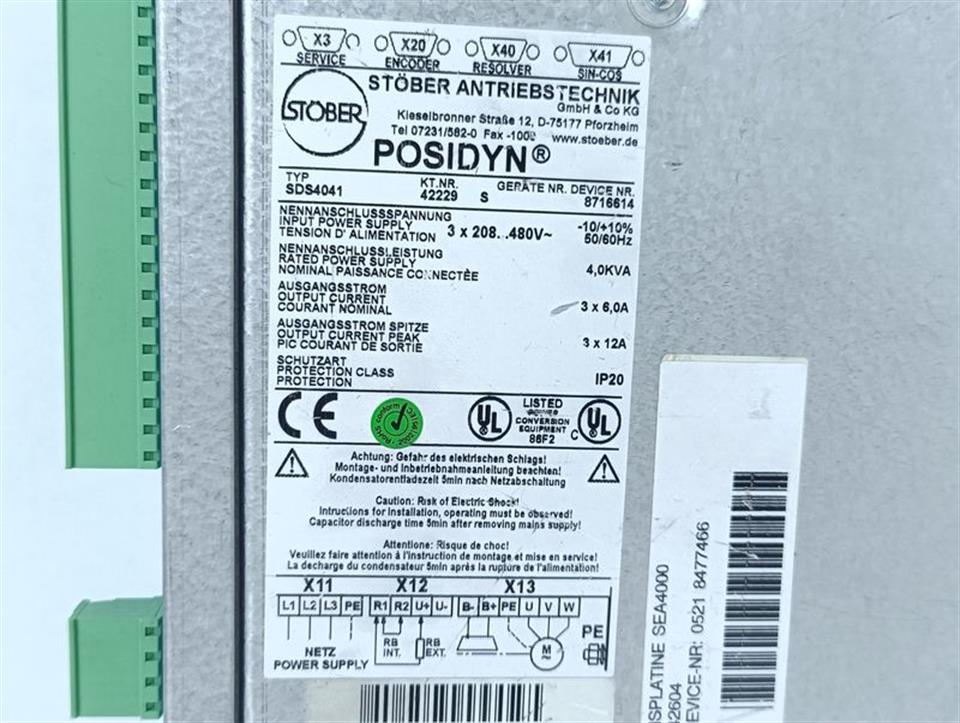 X3 X20 X40 X41
SERVICE ENCODER RESOLVER SIN-COS
STÖBER
STÖBER ANTRIEBSTECHNIK
GmbH & Co KG
Kieselbronner Straße 12, D-75177 Pforzheim
Tel 07231/582-0 Fax -1000 www.stoeber.de
POSIDYN®
TYP KT.NR. GERÄTE NR. DEVICE NR.
SDS4041 42229 S 8716614
NENNANSCHLUSSSPANNUNG
INPUT POWER SUPPLY 3 x 208..480V~ -10/+10%
TENSION D' ALIMENTATION 50/60Hz
NENNANSCHLUSSLEISTUNG
RATED POWER SUPPLY 4,0KVA
NOMINAL PAISSANCE CONNECTÉE
AUSGANGSSTROM
OUTPUT CURRENT 3 x 6,0A
COURANT NOMINAL
AUSGANGSSTROM SPITZE
OUTPUT CURRENT PEAK 3 x 12A
PIC COURANT DE SORTIE
SCHUTZART
PROTECTION CLASS IP20
PROTECTION
CE
RoHS conform 2002/95/EC
UL
LISTED
POWER
CONVERSION
EQUIPMENT
86F2
C UL
Achtung: Gefahr des elektrischen Schlags!
Montage- und Inbetriebnahmeanleitung beachten!
Kondensatorentladezeit 5min nach Netzabschaltung
Caution: Risk of Electric Shock!
Intructions for installation, operating must be observed!
Capacitor discharge time 5min after removing mains supply!
Attentione: Risque de choc!
Veuillez faire attention à l'instruction de montage et mise en service!
La decharge du condensateur 5min aprés la rupture de l'alimentation!
X11 X12 X13
L1 L2 L3 PE R1 R2 U+ U- B- B+ PE U V W
NETZ
POWER SUPPLY
RB
INT.
RB
EXT.
M
~
PE
SPLATINE SEA4000
2604
EVICE-NR: 0521 8477466